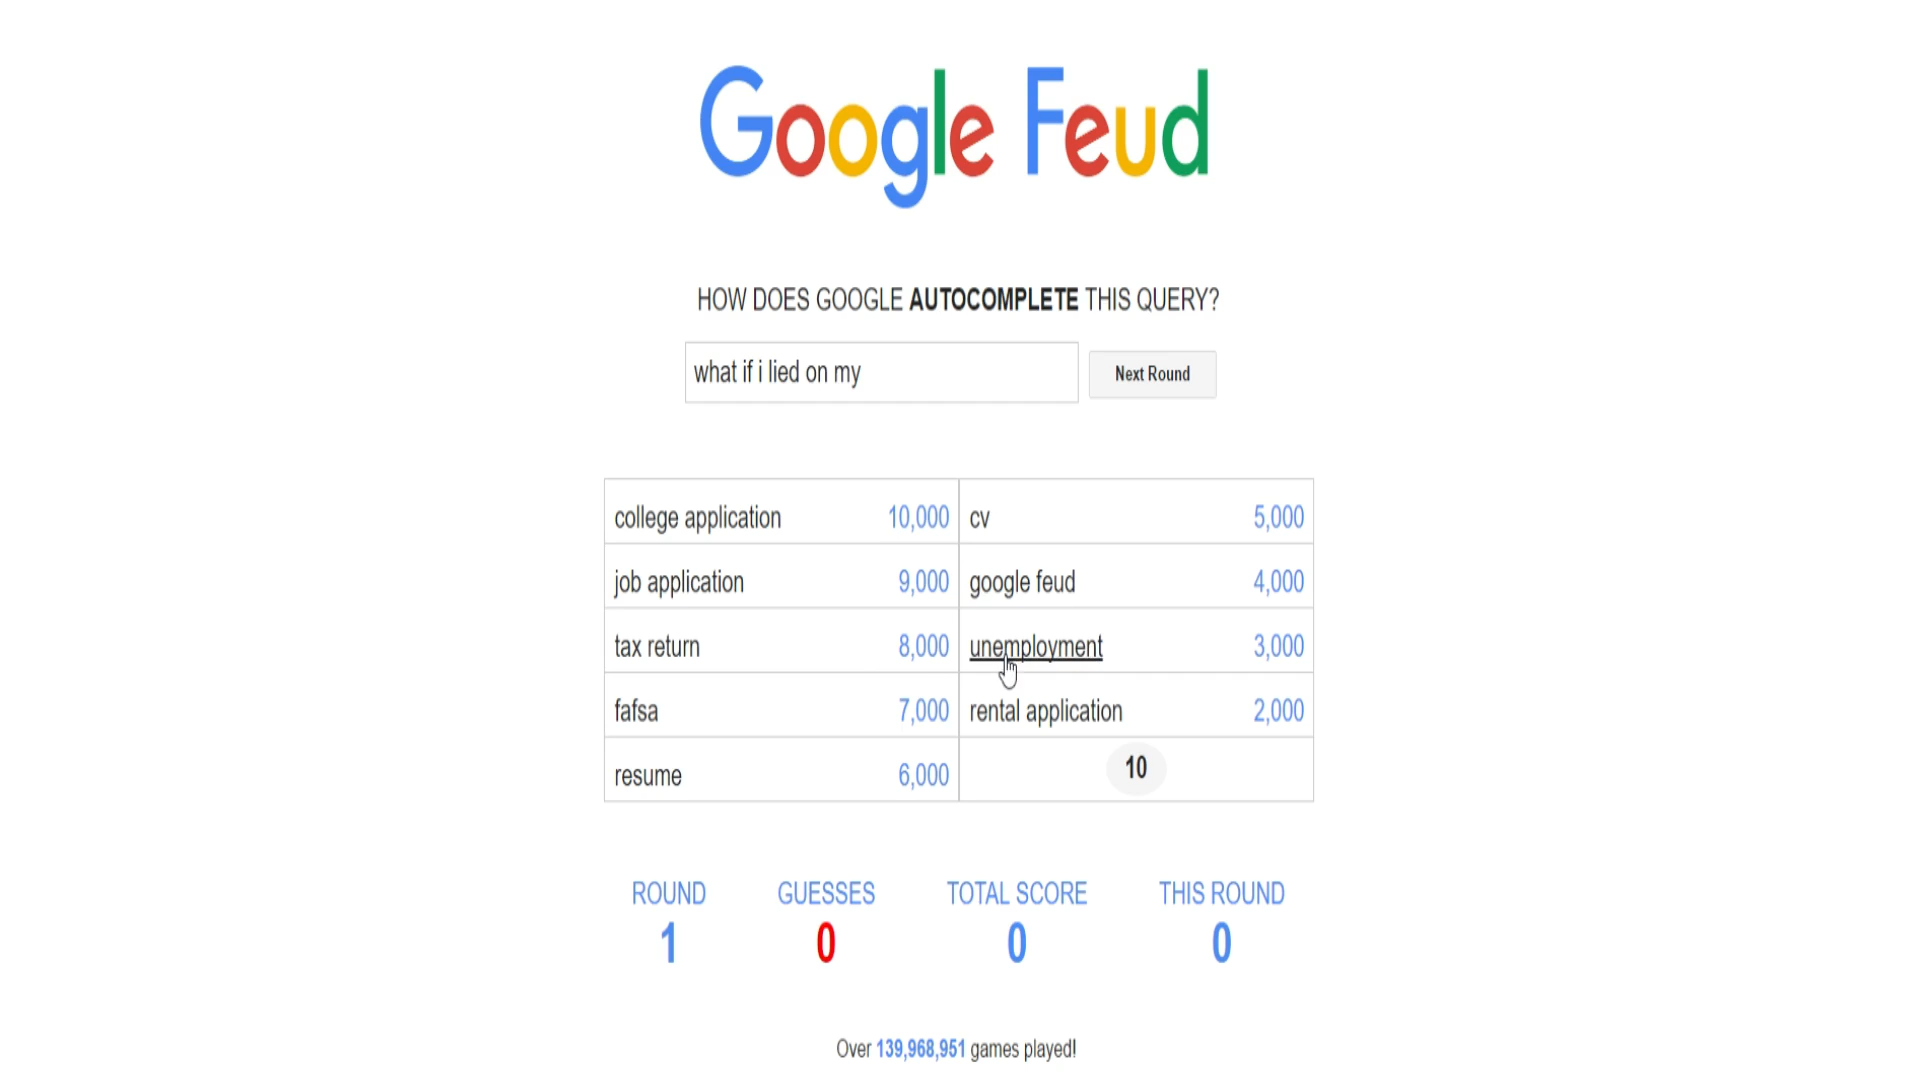 Google Feud
HOW DOES GOOGLE AUTOCOMPLETE THIS QUERY?
what if i lied on my
Next Round
college application 10,000
job application 9,000
tax return 8,000
fafsa 7,000
resume 6,000
cv 5,000
google feud 4,000
unemployment 3,000
rental application 2,000
10
ROUND GUESSES TOTAL SCORE THIS ROUND
1 0 0 0
Over 139,968,951 games played!